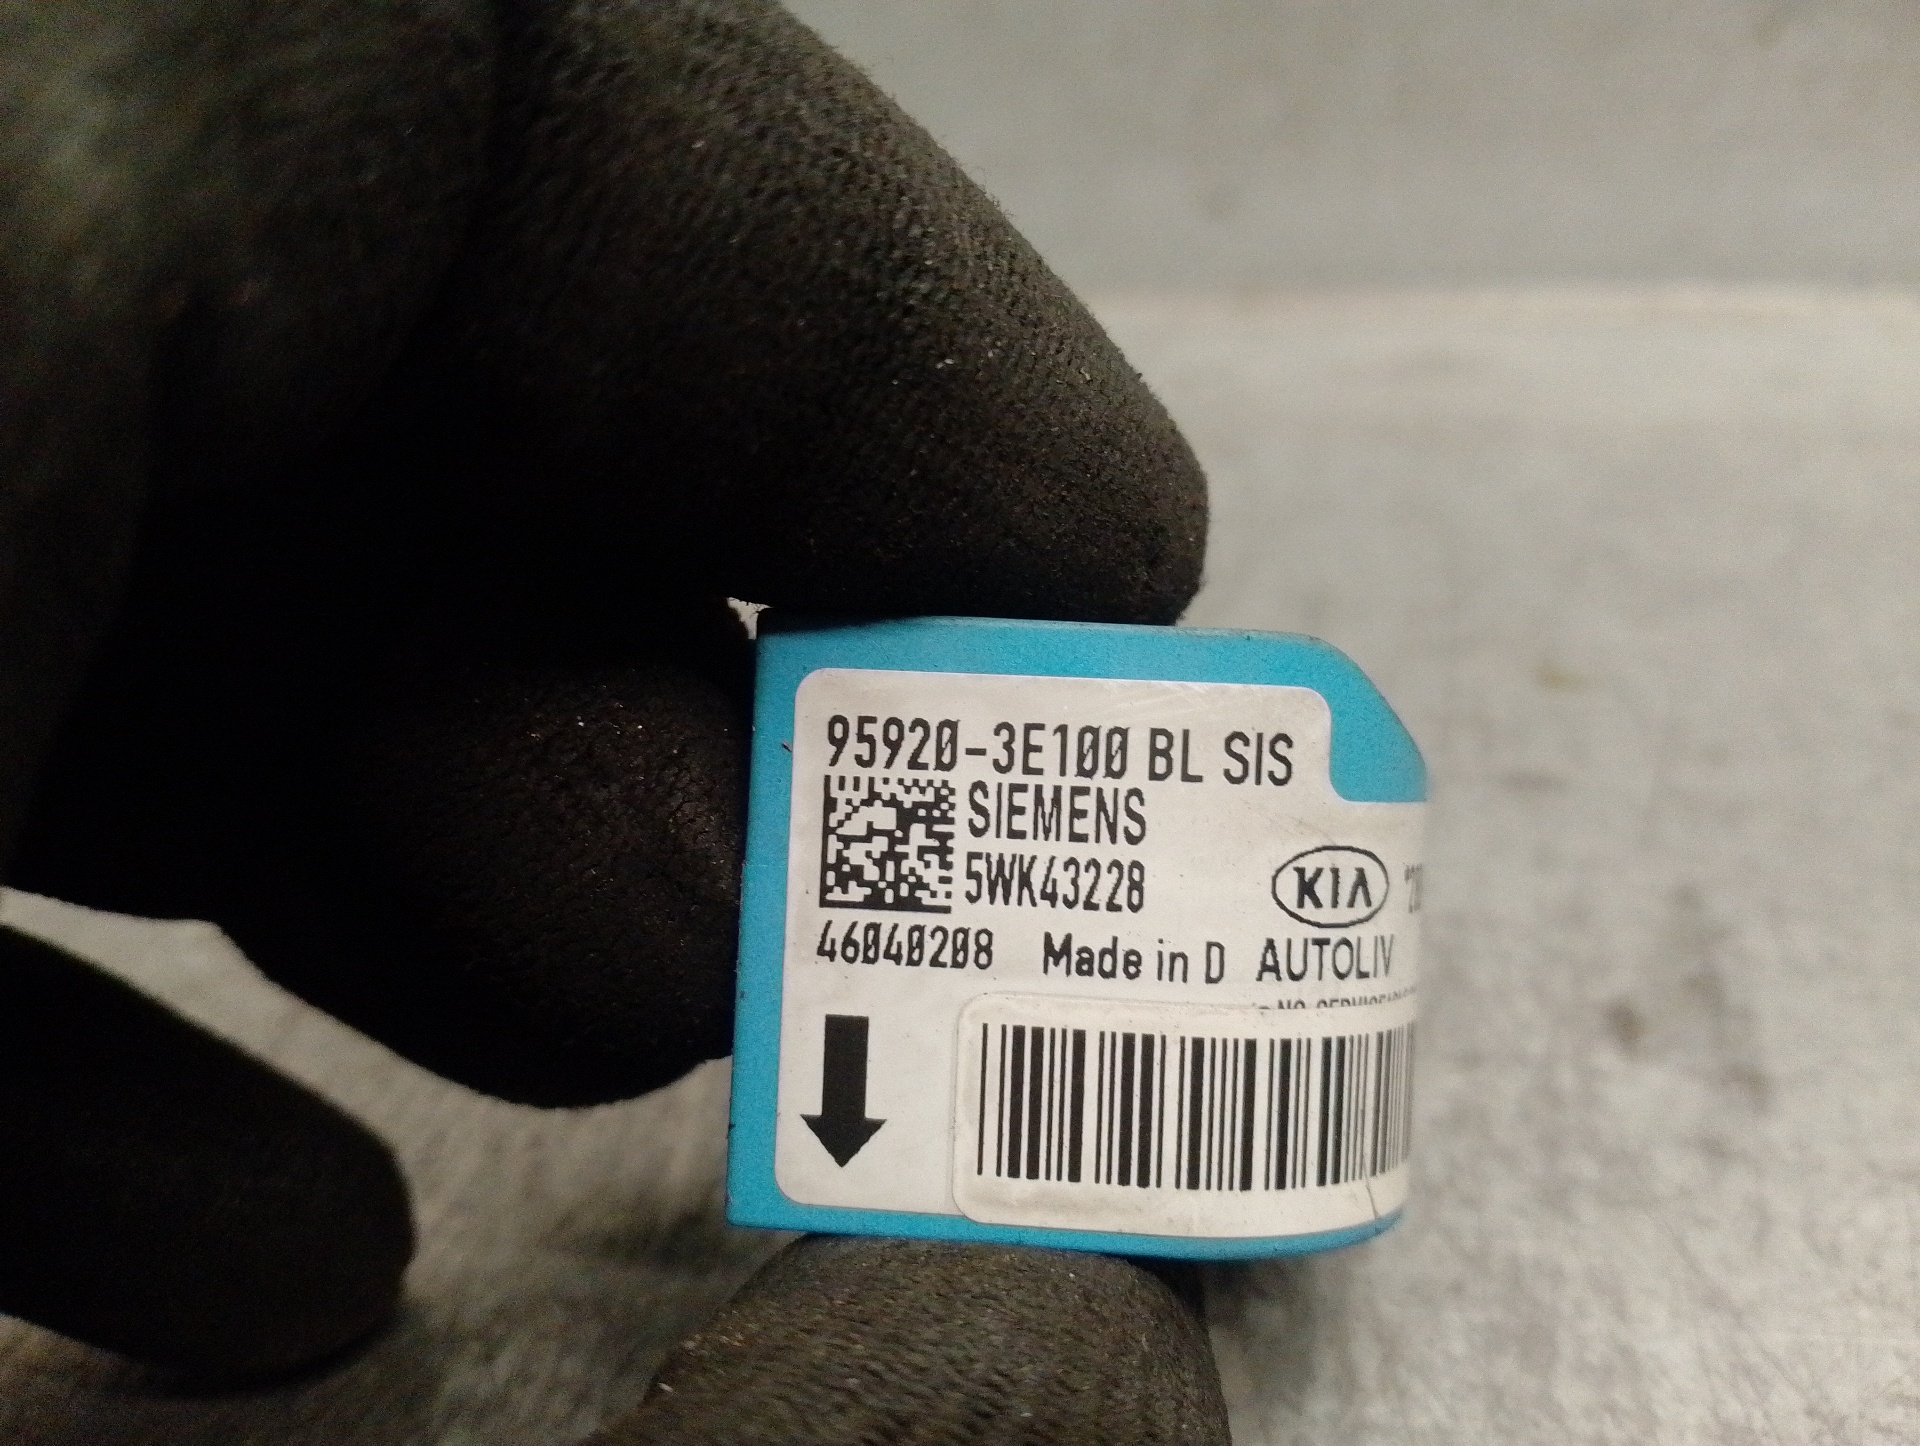 95920-3E100 BL SIS
SIEMENS
5WK43228
KIA
46040208 Made in D AUTOLIV